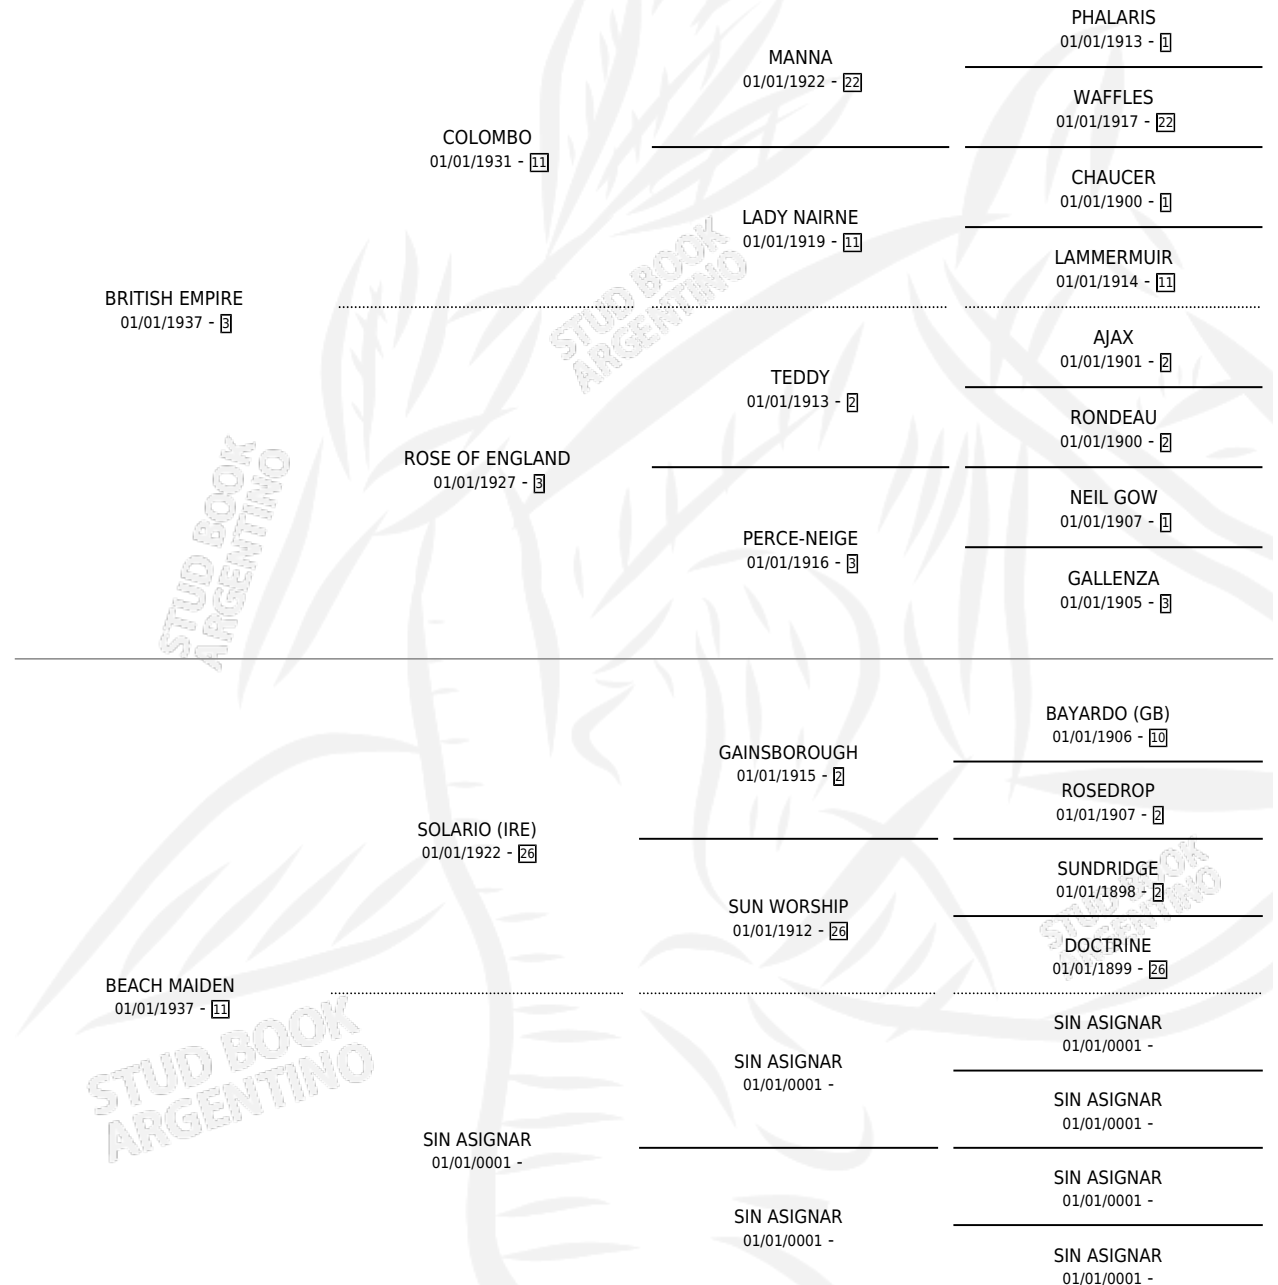 PHALARIS
01/01/1913 - 1
MANNA
01/01/1922 - 22
WAFFLES
01/01/1917 - 22
COLOMBO
01/01/1931 - 11
CHAUCER
01/01/1900 - 1
LADY NAIRNE
01/01/1919 - 11
LAMMERMUIR
01/01/1914 - 11
BRITISH EMPIRE
01/01/1937 - 3
AJAX
01/01/1901 - 2
TEDDY
01/01/1913 - 2
RONDEAU
01/01/1900 - 2
ROSE OF ENGLAND
01/01/1927 - 3
NEIL GOW
01/01/1907 - 1
PERCE-NEIGE
01/01/1916 - 3
GALLENZA
01/01/1905 - 3
BAYARDO (GB)
01/01/1906 - 10
GAINSBOROUGH
01/01/1915 - 2
ROSEDROP
01/01/1907 - 2
SOLARIO (IRE)
01/01/1922 - 26
SUNDRIDGE
01/01/1898 - 2
SUN WORSHIP
01/01/1912 - 26
DOCTRINE
01/01/1899 - 26
BEACH MAIDEN
01/01/1937 - 11
SIN ASIGNAR
01/01/0001 -
SIN ASIGNAR
01/01/0001 -
SIN ASIGNAR
01/01/0001 -
SIN ASIGNAR
01/01/0001 -
SIN ASIGNAR
01/01/0001 -
SIN ASIGNAR
01/01/0001 -
SIN ASIGNAR
01/01/0001 -
STUD BOOK
ARGENTINO
STUD BOOK
ARGENTINO
STUD BOOK
ARGENTINO
STUD BOOK
ARGENTINO